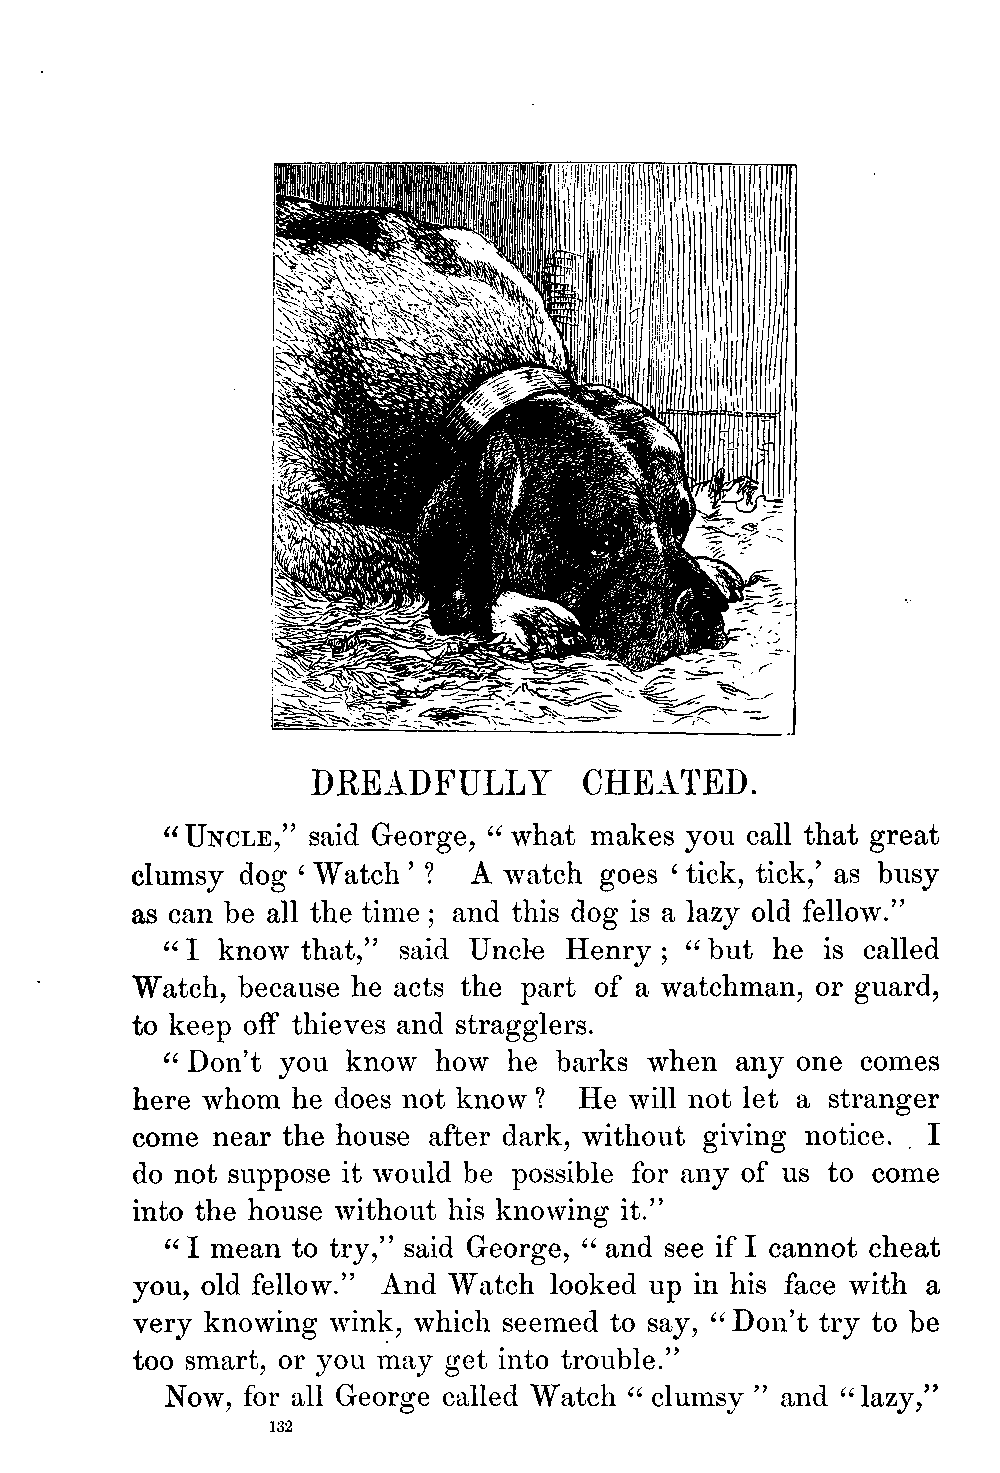 DREADFULLY CHEATED.
“UNCLE,” said George, “what makes you call that great
clumsy dog ‘Watch’? A watch goes ‘tick, tick,’ as busy
as can be all the time; and this dog is a lazy old fellow.”
“I know that,” said Uncle Henry; “but he is called
Watch, because he acts the part of a watchman, or guard,
to keep off thieves and stragglers.
“Don’t you know how he barks when any one comes
here whom he does not know? He will not let a stranger
come near the house after dark, without giving notice. I
do not suppose it would be possible for any of us to come
into the house without his knowing it.”
“I mean to try,” said George, “and see if I cannot cheat
you, old fellow.” And Watch looked up in his face with a
very knowing wink, which seemed to say, “Don’t try to be
too smart, or you may get into trouble.”
Now, for all George called Watch “clumsy” and “lazy,”
132